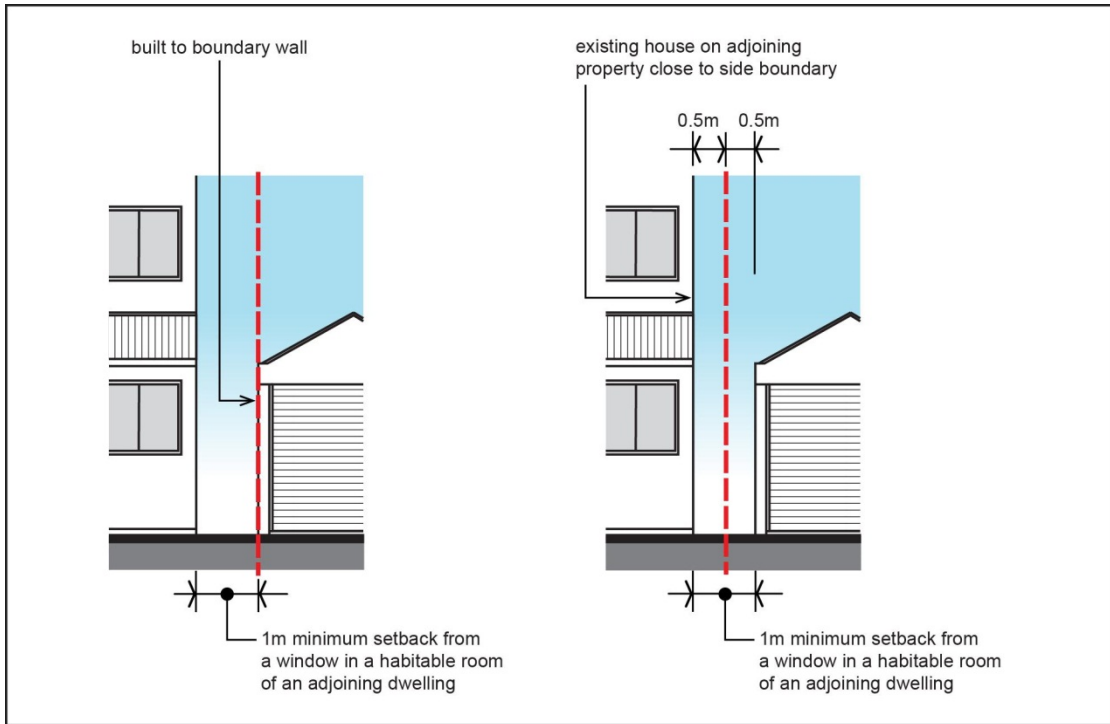 built to boundary wall
existing house on adjoining
property close to side boundary
0.5m 0.5m
1m minimum setback from
a window in a habitable room
of an adjoining dwelling
1m minimum setback from
a window in a habitable room
of an adjoining dwelling